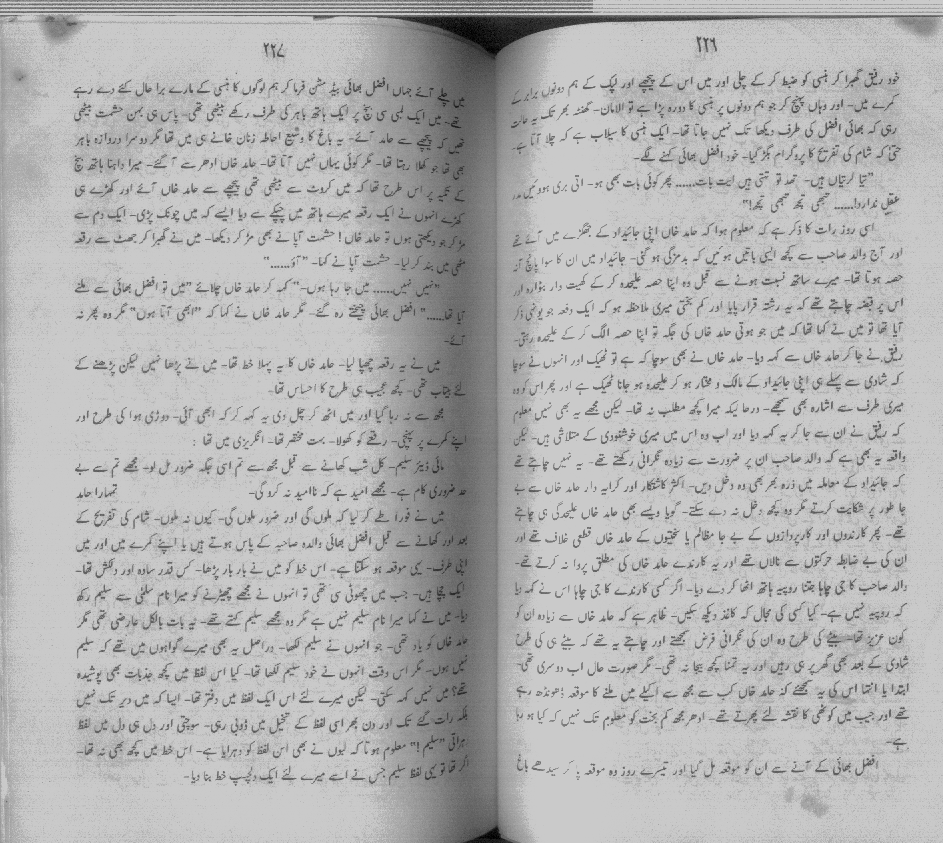 ۲۲۶
خود رفیق گھبرا کر ہنسی کو ضبط کر کے چلی اور میں اس کے پیچھے اور لپک کے ہم دونوں برابر کے
کمرے میں۔ اور وہاں پہنچ کر جو ہم دونوں پر ہنسی کا دورہ پڑا ہے تو الامان۔ گھنٹہ بھر تک یہ حالت
رہی کہ بھائی افضل کی طرف دیکھا تک نہیں جاتا تھا۔ ایک ہنسی کا سیلاب ہے کہ چلا آتا ہے۔
حتیٰ کہ شام کی تفریح کا پروگرام بگڑ گیا۔ خود افضل بھائی کہنے لگے۔
"تیا کرتیاں ہیں۔ تھد تو تمتی ہیں ایت بات...... پھر کوئی بات بھی ہو۔ اتی بری ہووئیں
عقل ندارو!...... تبھی تچھ تبھی تچھ!"
اسی روز رات کا ذکر ہے کہ معلوم ہوا کہ حامد خاں اپنی جائیداد کے جھگڑے میں آئے تھے
اور آج والد صاحب سے کچھ ایسی باتیں ہوئیں کہ بدمزگی ہو گئی۔ جائیداد میں ان کا سوا پانچ آنہ
حصہ ہوتا تھا۔ میرے ساتھ نسبت ہونے سے قبل وہ اپنا حصہ علیحدہ کر کے کھیت وار بٹوارہ اور
اس پر قبضہ چاہتے تھے کہ یہ رشتہ قرار پایا اور کم بختی میری ملاحظہ ہو کہ ایک دفعہ جو یونہی ذکر
آیا تھا تو میں نے کہا تھا کہ میں جو ہوتی حامد خاں کی جگہ تو اپنا حصہ الگ کر کے علیحدہ رہتی۔
رفیق نے جا کر حامد خاں سے کہہ دیا۔ حامد خاں نے بھی سوچا کہ ہے تو ٹھیک اور انہوں نے سوچا
کہ شادی سے پہلے ہی اپنی جائیداد کے مالک و مختار ہو کر علیحدہ ہو جانا ٹھیک ہے اور پھر اس کو وہ
میری طرف سے اشارہ بھی سمجھے۔ درحالیکہ میرا کچھ مطلب نہ تھا۔ لیکن مجھے یہ بھی نہیں معلوم
کہ رفیق نے ان سے جا کر یہ کہہ دیا اور اب وہ اس میں میری خوشنودی کے متلاشی ہیں۔ لیکن
واقعہ یہ بھی ہے کہ والد صاحب ان پر ضرورت سے زیادہ نگرانی رکھتے تھے۔ یہ نہیں چاہتے تھے
کہ جائیداد کے معاملہ میں ذرہ بھر بھی وہ دخل دیں۔ اکثر کاشتکار اور کرایہ دار حامد خاں سے بے
جا طور پر شکایت کرتے مگر وہ کچھ دخل نہ دے سکتے۔ گویا ویسے بھی حامد خاں علیحدگی ہی چاہتے
تھے۔ پھر کارندوں اور کارپردازوں کے بے جا مظالم یا سختیوں کے حامد خاں قطعی خلاف تھے اور
ان کی بے ضابطہ حرکتوں سے نالاں تھے اور یہ کارندے حامد خاں کی مطلق پروا نہ کرتے تھے۔
والد صاحب کا جی چاہا جتنا روپیہ ہاتھ اٹھا کر دے دیا۔ اگر کسی کارندے کا جی چاہا اس نے کہہ دیا
کہ روپیہ نہیں ہے۔ کیا کسی کی مجال کہ کاغذ دیکھ سکیں۔ ظاہر ہے کہ حامد خاں سے زیادہ ان کو
کون عزیز تھا۔ بیٹے کی طرح وہ ان کی نگرانی فرض سمجھتے اور چاہتے یہ تھے کہ بیٹے ہی کی طرح
شادی کے بعد بھی گھر پر ہی رہیں اور یہ تمنا کچھ بیجا نہ تھی۔ مگر صورت حال اب دوسری تھی۔
ابتدا یا انتہا اس کی یہ سمجھئے کہ حامد خاں کب سے مجھ سے اکیلے میں ملنے کا موقعہ ڈھونڈھ رہے
تھے اور جیب میں کوٹھی کا نقشہ لئے پھرتے تھے۔ ادھر مجھ کم بخت کو معلوم تک نہیں کہ کیا ہو رہا
ہے۔
افضل بھائی کے آنے سے ان کو موقعہ مل گیا اور تیسرے روز وہ موقعہ پا کر سیدھے باغ
۲۲۷
میں چلے آئے جہاں افضل بھائی بیڈ مٹن فرما کر ہم لوگوں کا ہنسی کے مارے برا حال کئے دے رہے
تھے۔ میں ایک لمبی سی بنچ پر ایک ہاتھ باہر کی طرف رکھے بیٹھی تھی۔ پاس ہی بہن حشمت بیٹھی
تھیں کہ پیچھے سے حامد آئے۔ یہ باغ کا وسیع احاطہ زنان خانے ہی میں تھا مگر دوسرا دروازہ باہر
بھی تھا جو کھلا رہتا تھا۔ مگر کوئی یہاں نہیں آتا تھا۔ حامد خاں ادھر سے آ گئے۔ میرا داہنا ہاتھ بنچ
کے تکیہ پر اس طرح تھا کہ میں کروٹ سے بیٹھی تھی پیچھے سے حامد خاں آئے اور کھڑے ہی
کھڑے انہوں نے ایک رقعہ میرے ہاتھ میں چپکے سے دیا ایسے کہ میں چونک پڑی۔ ایک دم سے
مڑ کر جو دیکھتی ہوں تو حامد خاں! حشمت آپا نے بھی مڑ کر دیکھا۔ میں نے گھبرا کر جھٹ سے رقعہ
مٹھی میں بند کر لیا۔ حشمت آپا نے کہا۔ "آؤ......"
"نہیں نہیں...... میں جا رہا ہوں۔" کہہ کر حامد خاں چلائے "میں تو افضل بھائی سے ملنے
آیا تھا......" افضل بھائی چیختے رہ گئے۔ مگر حامد خاں نے کہا کہ "ابھی آتا ہوں" مگر وہ پھر نہ
آئے۔
میں نے یہ رقعہ چھپا لیا۔ حامد خاں کا یہ پہلا خط تھا۔ میں نے پڑھا نہیں لیکن پڑھنے کے
لئے بیتاب تھی۔ کچھ عجیب ہی طرح کا احساس تھا۔
مجھ سے نہ رہا گیا اور میں اٹھ کر چل دی یہ کہہ کر کہ ابھی آئی۔ دوڑی ہوا کی طرح اور
اپنے کمرے پر پہنچی۔ رقعے کو کھولا۔ بہت مختصر تھا۔ انگریزی میں تھا :
مائی ڈیئر سلیم۔ کل شب کھانے سے قبل مجھ سے تم اسی جگہ ضرور مل لو۔ مجھے تم سے بے
حد ضروری کام ہے۔ مجھے امید ہے کہ ناامید نہ کرو گی۔ تمہارا حامد
میں نے فوراً طے کر لیا کہ ملوں گی اور ضرور ملوں گی۔ کیوں نہ ملوں۔ شام کی تفریح کے
بعد اور کھانے سے قبل افضل بھائی والدہ صاحبہ کے پاس ہوتے ہیں یا اپنے کمرے میں اور میں
اپنی طرف۔ یہی موقعہ ہو سکتا ہے۔ اس خط کو میں نے بار بار پڑھا۔ کس قدر سادہ اور دلکش تھا۔
ایک بچا ہیں۔ جب میں چھوٹی سی تھی تو انہوں نے مجھے چھیڑنے کو میرا نام سلمٰی سے سلیم رکھ
دیا۔ میں نے کہا میرا نام سلیم نہیں ہے مگر وہ مجھے سلیم کہتے تھے۔ یہ بات بالکل عارضی تھی مگر
حامد خاں کو یاد تھی۔ جو انہوں نے سلیم لکھا۔ دراصل یہ بھی میرے گواہوں میں تھے کہ سلیم
نہیں ہوں۔ مگر اس وقت انہوں نے خود سلیم لکھا تھا۔ کیا اس لفظ میں کچھ جذبات بھی پوشیدہ
تھے؟ میں نہیں کہہ سکتی۔ لیکن میرے لئے اس ایک لفظ میں دفتر تھا۔ ایسا کہ میں دیر تک نہیں
بلکہ رات گئے تک اور دن بھر اسی لفظ کے تخیل میں ڈوبی رہی۔ سوچتی اور دل ہی دل میں لفظ
دہراتی "سلیم!" معلوم ہوتا کہ لبوں نے بھی اس لفظ کو دہرایا ہے۔ اس خط میں کچھ بھی نہ تھا۔
اگر تھا تو یہی لفظ سلیم جس نے اسے میرے لئے ایک دلچسپ خط بنا دیا۔